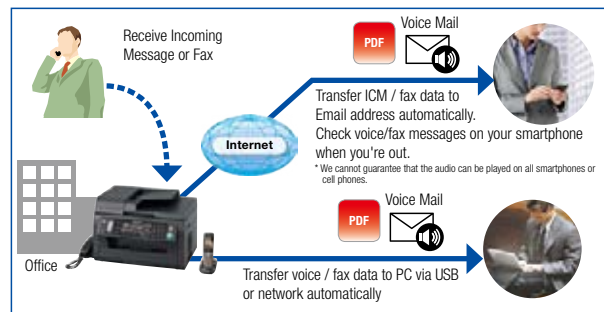 Receive Incoming
Message or Fax
PDF
Voice Mail
Transfer ICM / fax data to
Email address automatically.
Check voice/fax messages on your smartphone
when you're out.
* We cannot guarantee that the audio can be played on all smartphones or
cell phones.
Internet
PDF
Voice Mail
Office
Transfer voice / fax data to PC via USB
or network automatically